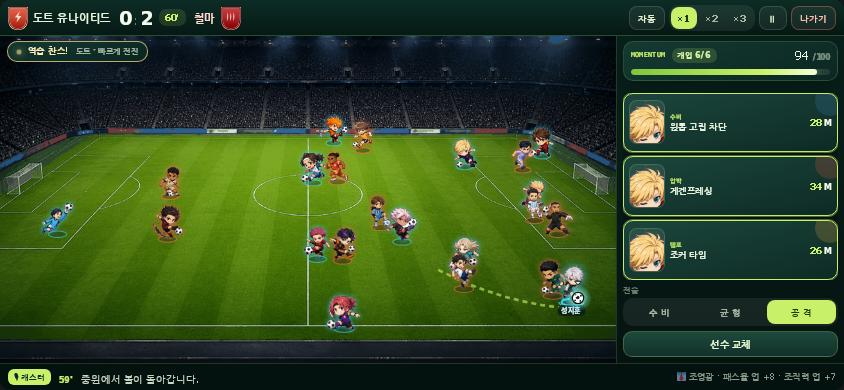 도트 유나이티드 0 : 2 60' 철마
자동 ×1 ×2 ×3 II 나가기
역습 찬스! 도트 · 빠르게 전진
MOMENTUM 개입 6/6 94 /100
수비
원톱 고립 차단 28 M
압박
게겐프레싱 34 M
템포
조커 타임 26 M
전술
수비 균형 공격
선수 교체
성지훈
캐스터 59' 중원에서 볼이 돌아갑니다.
조영광 · 패스율 업 +8 · 조직력 업 +7